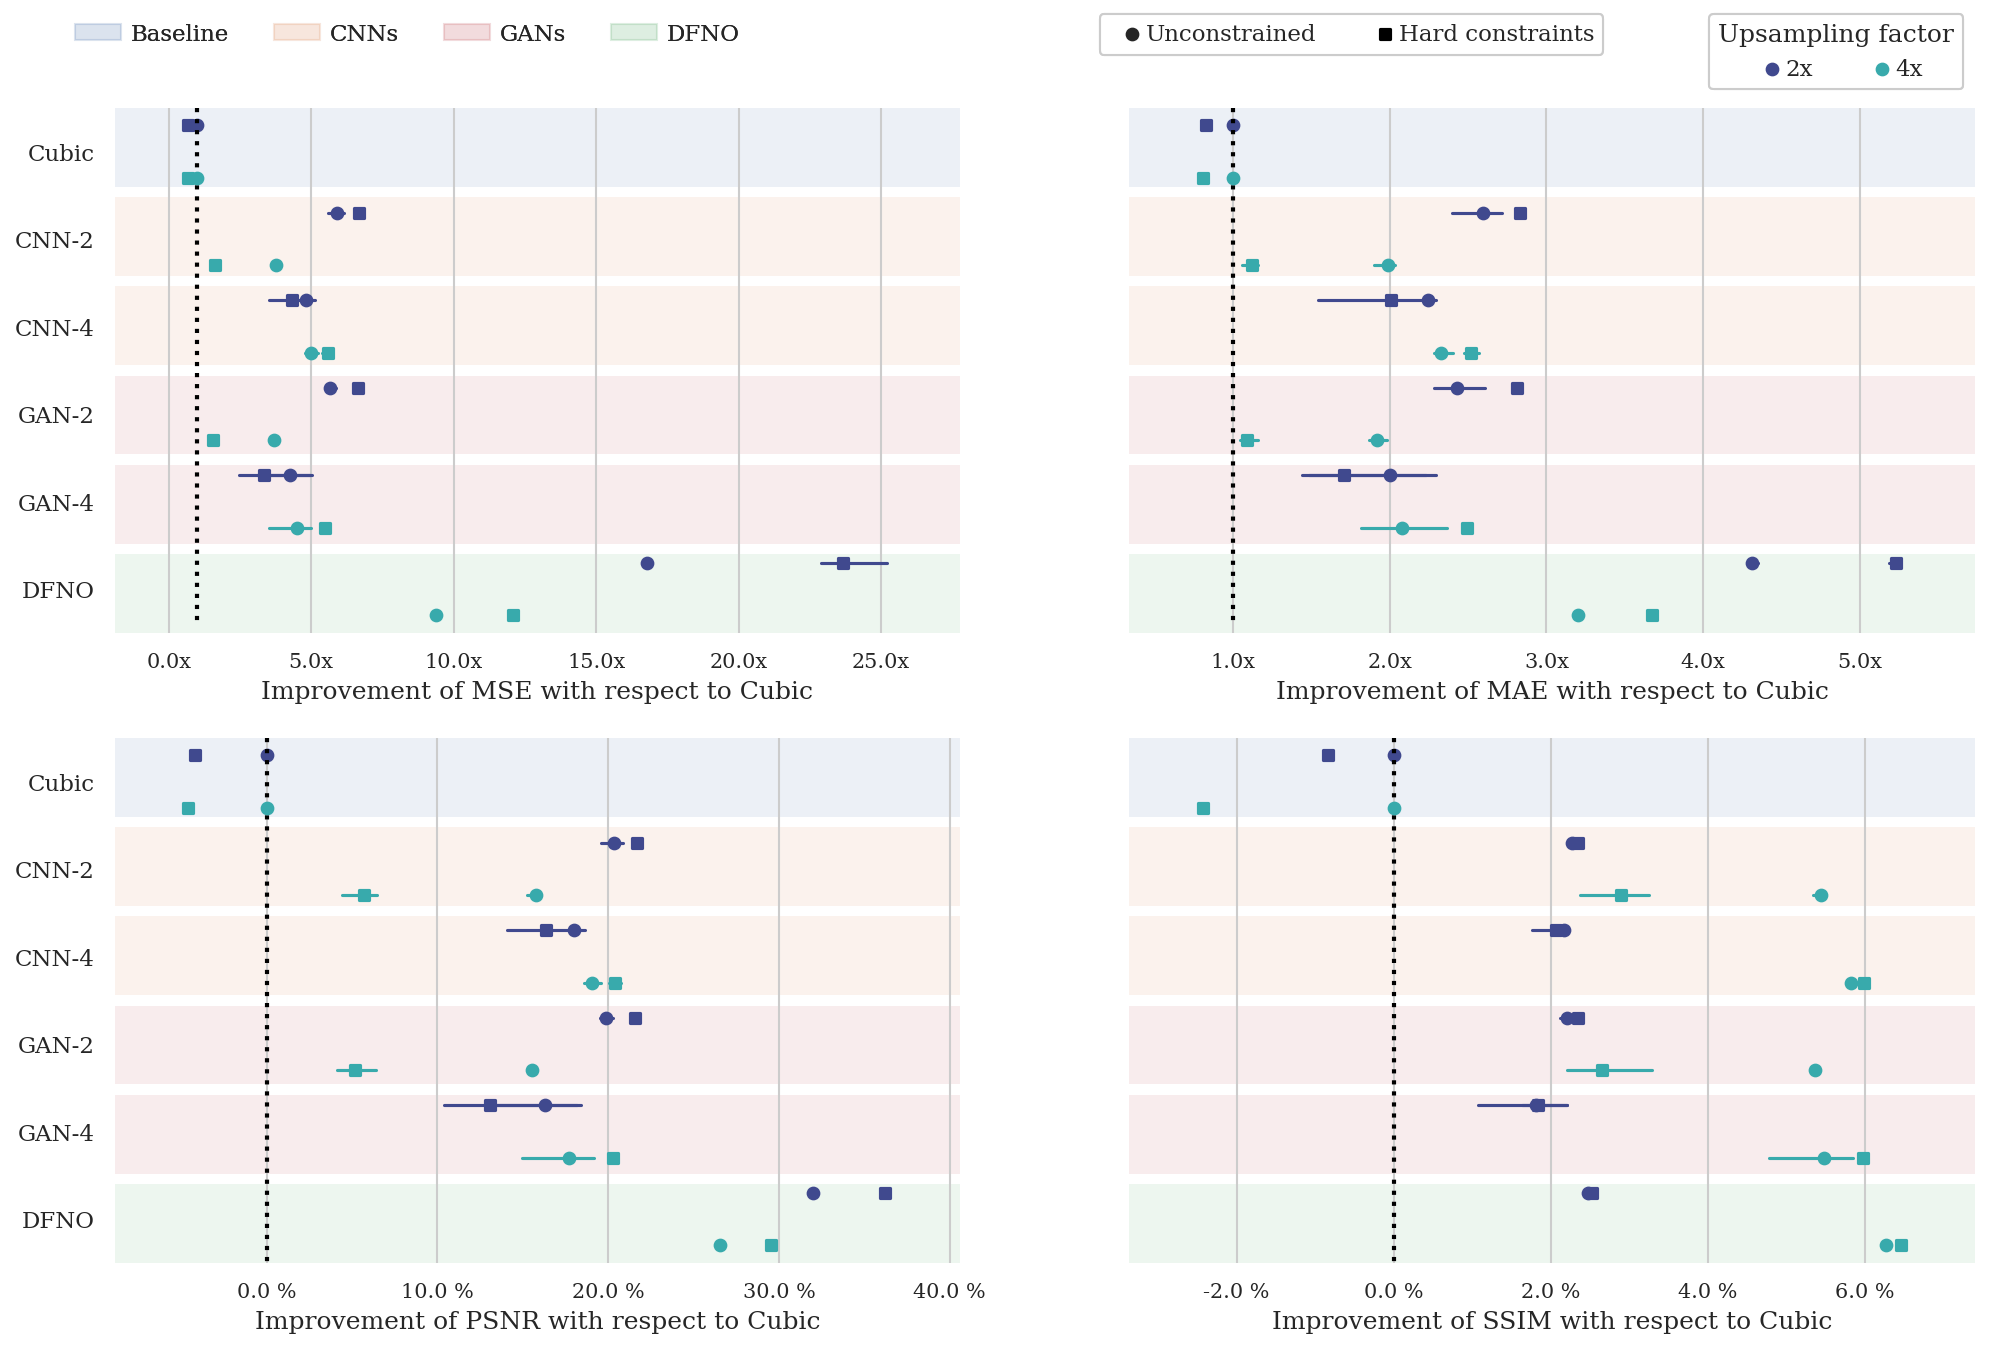 Baseline CNNs GANs DFNO
Unconstrained Hard constraints
Upsampling factor
2x 4x
Cubic
CNN-2
CNN-4
GAN-2
GAN-4
DFNO
0.0x 5.0x 10.0x 15.0x 20.0x 25.0x
Improvement of MSE with respect to Cubic
1.0x 2.0x 3.0x 4.0x 5.0x
Improvement of MAE with respect to Cubic
Cubic
CNN-2
CNN-4
GAN-2
GAN-4
DFNO
0.0 % 10.0 % 20.0 % 30.0 % 40.0 %
Improvement of PSNR with respect to Cubic
-2.0 % 0.0 % 2.0 % 4.0 % 6.0 %
Improvement of SSIM with respect to Cubic